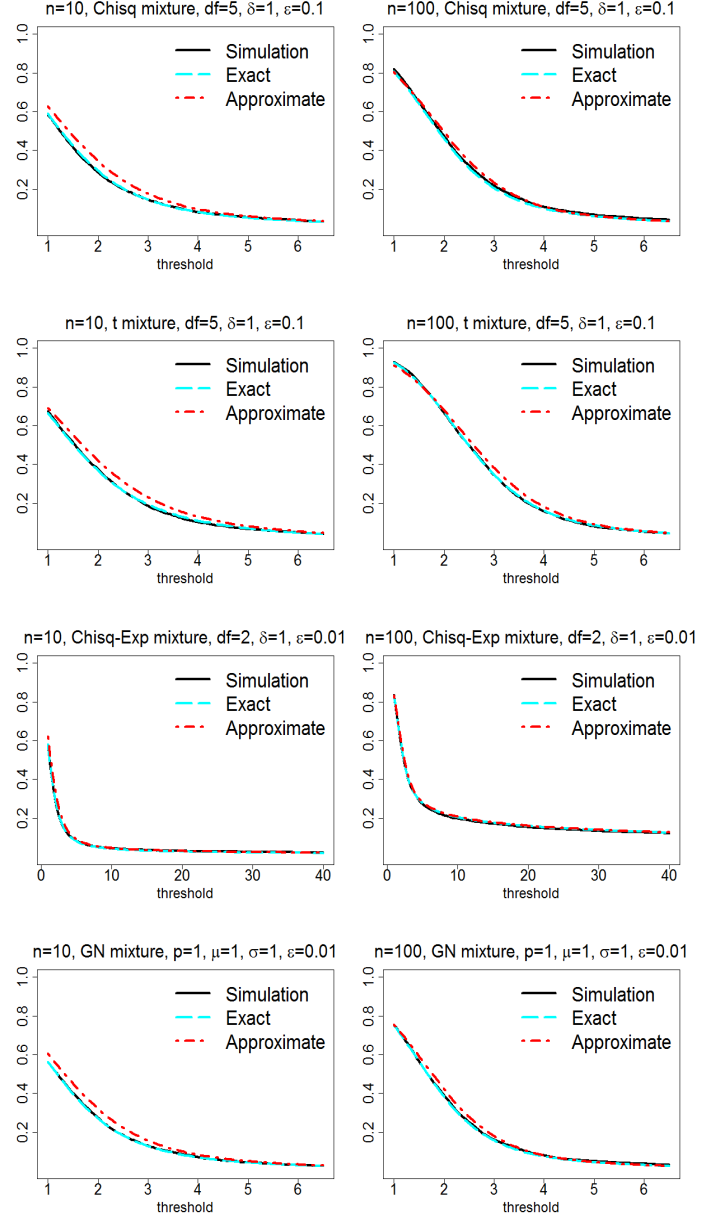 n=10, Chisq mixture, df=5, δ=1, ε=0.1
1.0
0.8
0.6
0.4
0.2
Simulation
Exact
Approximate
1 2 3 4 5 6
threshold
n=100, Chisq mixture, df=5, δ=1, ε=0.1
1.0
0.8
0.6
0.4
0.2
Simulation
Exact
Approximate
1 2 3 4 5 6
threshold
n=10, t mixture, df=5, δ=1, ε=0.1
1.0
0.8
0.6
0.4
0.2
Simulation
Exact
Approximate
1 2 3 4 5 6
threshold
n=100, t mixture, df=5, δ=1, ε=0.1
1.0
0.8
0.6
0.4
0.2
Simulation
Exact
Approximate
1 2 3 4 5 6
threshold
n=10, Chisq-Exp mixture, df=2, δ=1, ε=0.01
1.0
0.8
0.6
0.4
0.2
Simulation
Exact
Approximate
0 10 20 30 40
threshold
n=100, Chisq-Exp mixture, df=2, δ=1, ε=0.01
1.0
0.8
0.6
0.4
0.2
Simulation
Exact
Approximate
0 10 20 30 40
threshold
n=10, GN mixture, p=1, μ=1, σ=1, ε=0.01
1.0
0.8
0.6
0.4
0.2
Simulation
Exact
Approximate
1 2 3 4 5 6
threshold
n=100, GN mixture, p=1, μ=1, σ=1, ε=0.01
1.0
0.8
0.6
0.4
0.2
Simulation
Exact
Approximate
1 2 3 4 5 6
threshold